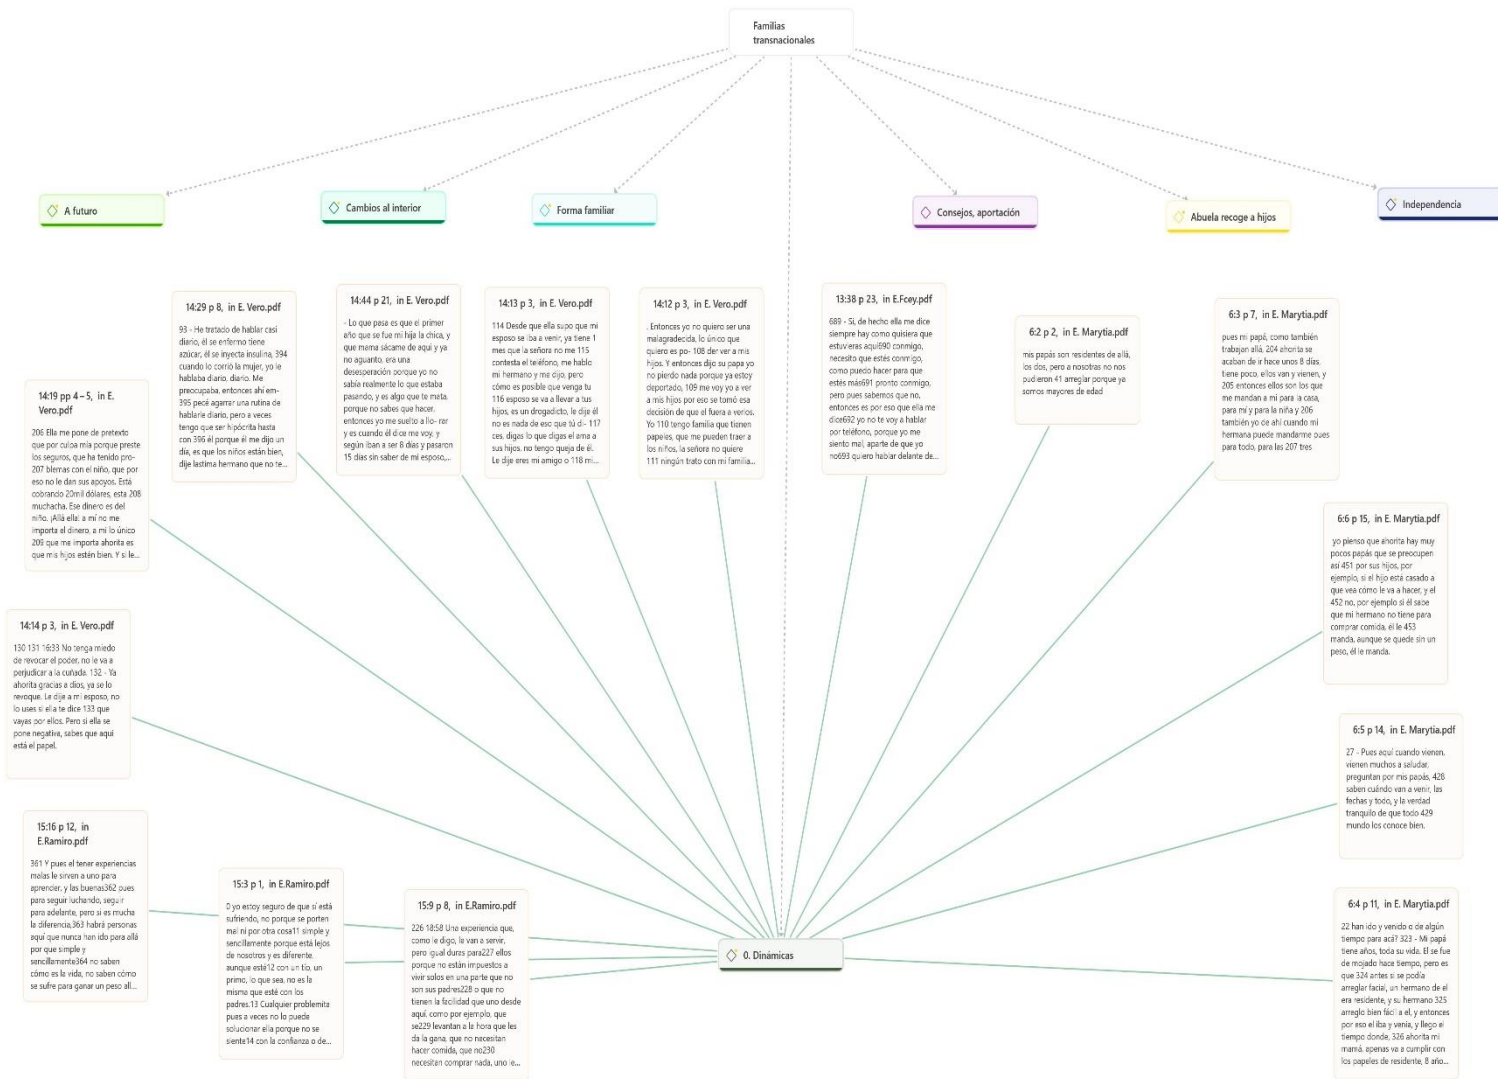 Familias
transnacionales
A futuro
Cambios al interior
Forma familiar
Consejos, aportación
Abuela recoge a hijos
Independencia
14:29 p 8, in E. Vero.pdf
93 - He tratado de hablar casi
diario, él se enfermo tiene
azúcar, él se inyecta insulina, 394
cuando lo corrió la mujer, yo le
hablaba diario, diario. Me
preocupaba, entonces ahí em-
395 pecé agarrar una rutina de
hablarle diario, pero a veces
tengo que ser hipócrita hasta
con 396 él porque él me dijo un
día, es que los niños están bien,
dije lastima hermano que no te...
14:44 p 21, in E. Vero.pdf
- Lo que pasa es que el primer
año que se fue mi hija la chica, y
que mama sácame de aquí y ya
no aguanto, era una
desesperación porque yo no
sabía realmente lo que estaba
pasando, y es algo que te mata,
porque no sabes que hacer,
entonces yo me suelto a llo- rar
y es cuando él dice me voy, y
según iban a ser 8 días y pasaron
15 días sin saber de mi esposo,...
14:13 p 3, in E. Vero.pdf
114 Desde que ella supo que mi
esposo se iba a venir, ya tiene 1
mes que la señora no me 115
contesta el teléfono, me hablo
mi hermano y me dijo, pero
cómo es posible que venga tu
116 esposo se va a llevar a tus
hijos, es un drogadicto, le dije él
no es nada de eso que tú di- 117
ces, digas lo que digas el ama a
sus hijos, no tengo queja de él.
Le dije eres mi amigo o 118 mi...
14:12 p 3, in E. Vero.pdf
. Entonces yo no quiero ser una
malagradecida, lo único que
quiero es po- 108 der ver a mis
hijos. Y entonces dijo su papa yo
no pierdo nada porque ya estoy
deportado, 109 me voy yo a ver
a mis hijos por eso se tomó esa
decisión de que el fuera a verlos.
Yo 110 tengo familia que tienen
papeles, que me pueden traer a
los niños, la señora no quiere
111 ningún trato con mi familia...
13:38 p 23, in E.Fcey.pdf
689 - Si, de hecho ella me dice
siempre hay como quisiera que
estuvieras aquí690 conmigo,
necesito que estés conmigo,
como puedo hacer para que
estés más691 pronto conmigo,
pero pues sabemos que no,
entonces es por eso que ella me
dice692 yo no te voy a hablar
por teléfono, porque yo me
siento mal, aparte de que yo
no693 quiero hablar delante de...
6:2 p 2, in E. Marytia.pdf
mis papás son residentes de allá,
los dos, pero a nosotras no nos
pudieron 41 arreglar porque ya
somos mayores de edad
6:3 p 7, in E. Marytia.pdf
pues mi papá, como también
trabajan allá, 204 ahorita se
acaban de ir hace unos 8 días,
tiene poco, ellos van y vienen, y
205 entonces ellos son los que
me mandan a mi para la casa,
para mí y para la niña y 206
también yo de ahí cuando mi
hermana puede mandarme pues
para todo, para las 207 tres
14:19 pp 4 – 5, in E.
Vero.pdf
206 Ella me pone de pretexto
que por culpa mía porque preste
los seguros, que ha tenido pro-
207 blemas con el niño, que por
eso no le dan sus apoyos. Está
cobrando 20mil dólares, esta 208
muchacha. Ese dinero es del
niño. ¡Allá ella! a mí no me
importa el dinero, a mi lo único
209 que me importa ahorita es
que mis hijos estén bien. Y si le...
6:6 p 15, in E. Marytia.pdf
yo pienso que ahorita hay muy
pocos papás que se preocupen
así 451 por sus hijos, por
ejemplo, si el hijo está casado a
que vea cómo le va a hacer, y el
452 no, por ejemplo si él sabe
que mi hermano no tiene para
comprar comida, él le 453
manda, aunque se quede sin un
peso, él le manda.
14:14 p 3, in E. Vero.pdf
130 131 16:33 No tenga miedo
de revocar el poder, no le va a
perjudicar a la cuñada. 132 - Ya
ahorita gracias a dios, ya se lo
revoque. Le dije a mi esposo, no
lo uses si ella te dice 133 que
vayas por ellos. Pero si ella se
pone negativa, sabes que aquí
está el papel.
6:5 p 14, in E. Marytia.pdf
27 - Pues aquí cuando vienen,
vienen muchos a saludar,
preguntan por mis papás, 428
saben cuándo van a venir, las
fechas y todo, y la verdad
tranquilo de que todo 429
mundo los conoce bien.
15:16 p 12, in
E.Ramiro.pdf
361 Y pues el tener experiencias
malas le sirven a uno para
aprender, y las buenas362 pues
para seguir luchando, seguir
para adelante, pero si es mucha
la diferencia,363 habrá personas
aquí que nunca han ido para allá
por que simple y
sencillamente364 no saben
cómo es la vida, no saben cómo
se sufre para ganar un peso all...
15:3 p 1, in E.Ramiro.pdf
0 yo estoy seguro de que sí está
sufriendo, no porque se porten
mal ni por otra cosa11 simple y
sencillamente porque está lejos
de nosotros y es diferente,
aunque esté12 con un tío, un
primo, lo que sea, no es la
misma que esté con los
padres.13 Cualquier problemita
pues a veces no lo puede
solucionar ella porque no se
siente14 con la confianza o de...
15:9 p 8, in E.Ramiro.pdf
226 18:58 Una experiencia que,
como le digo, le van a servir,
pero igual duras para227 ellos
porque no están impuestos a
vivir solos en una parte que no
son sus padres228 o que no
tienen la facilidad que uno desde
aquí, como por ejemplo, que
se229 levantan a la hora que les
da la gana, que no necesitan
hacer comida, que no230
necesitan comprar nada, uno le...
0. Dinámicas
6:4 p 11, in E. Marytia.pdf
22 han ido y venido o de algún
tiempo para acá? 323 - Mi papá
tiene años, toda su vida. El se fue
de mojado hace tiempo, pero es
que 324 antes si se podía
arreglar facial, un hermano de el
era residente, y su hermano 325
arreglo bien fácil a el, y entonces
por eso el iba y venia, y llego el
tiempo donde, 326 ahorita mi
mamá, apenas va a cumplir con
los papeles de residente, 8 año...